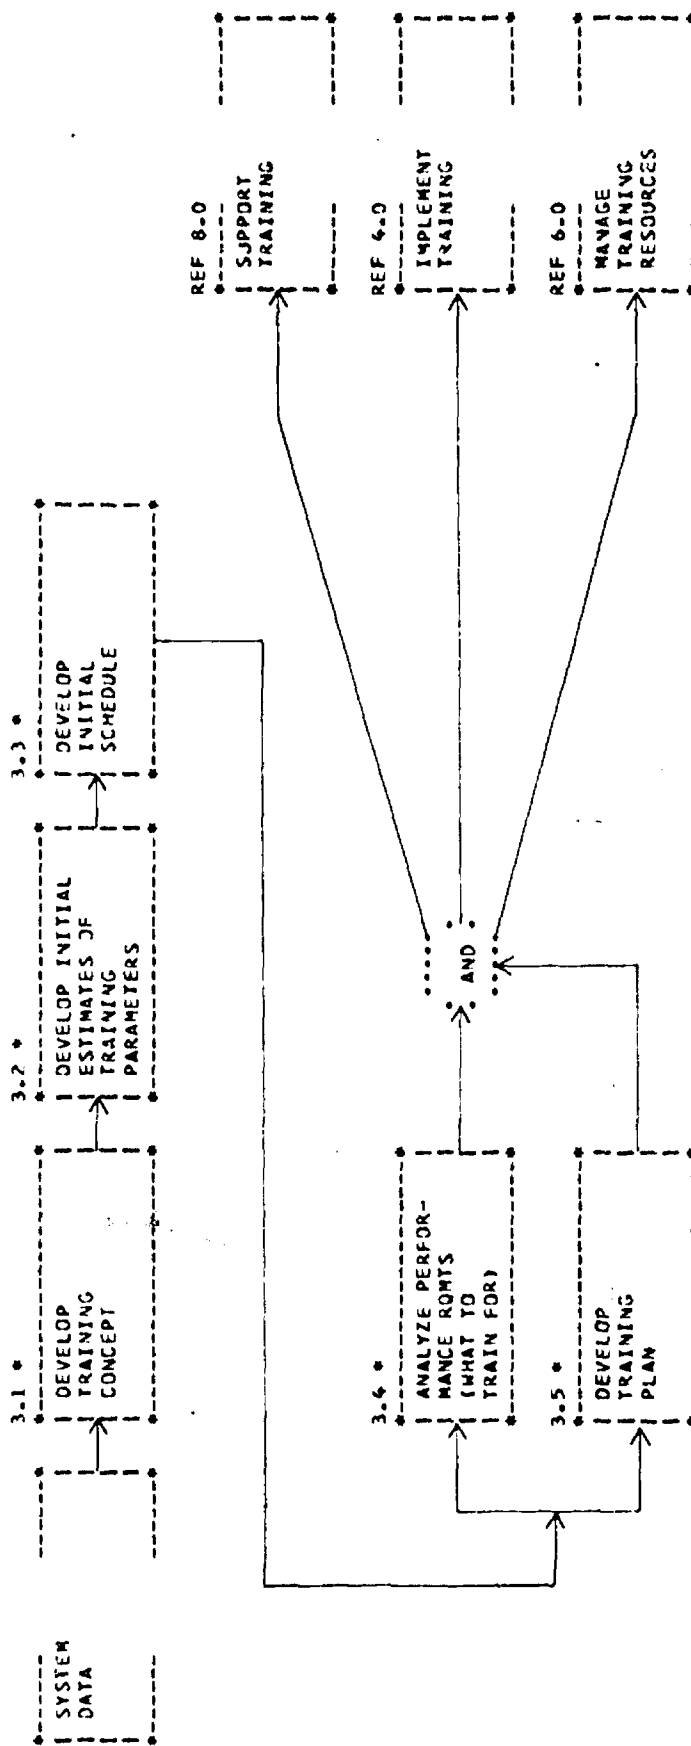 SYSTEM
DATA
3.1 *
DEVELOP
TRAINING
CONCEPT
3.2 *
DEVELOP INITIAL
ESTIMATES OF
TRAINING
PARAMETERS
3.3 *
DEVELOP
INITIAL
SCHEDULE
3.4 *
ANALYZE PERFOR-
MANCE RQMTS
(WHAT TO
TRAIN FOR)
3.5 *
DEVELOP
TRAINING
PLAN
AND
REF 8.0
SUPPORT
TRAINING
REF 4.0
IMPLEMENT
TRAINING
REF 6.0
MANAGE
TRAINING
RESOURCES